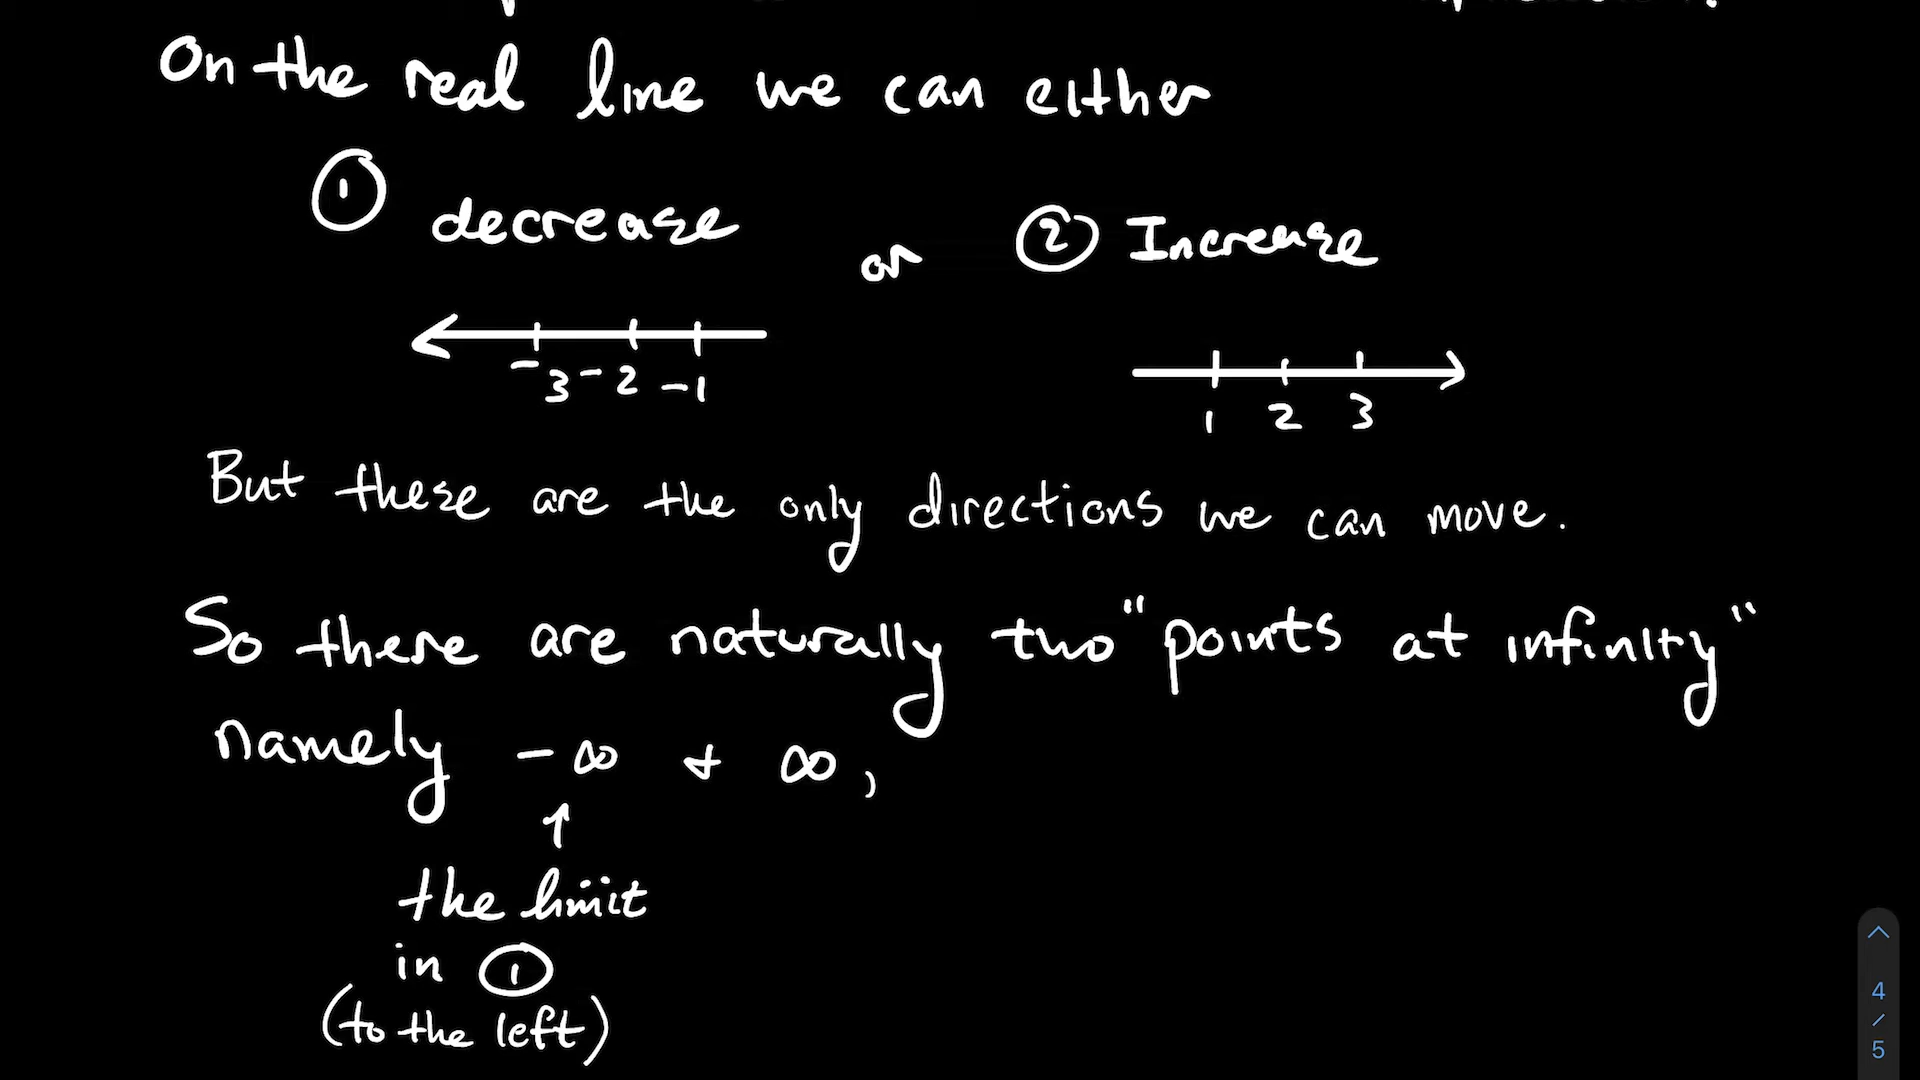 On the real line we can either
① decrease or ② Increase
-3 -2 -1
1 2 3
But these are the only directions we can move.
So there are naturally two "points at infinity"
namely -∞ + ∞,
↑
the limit
in ①
(to the left)
4
/
5